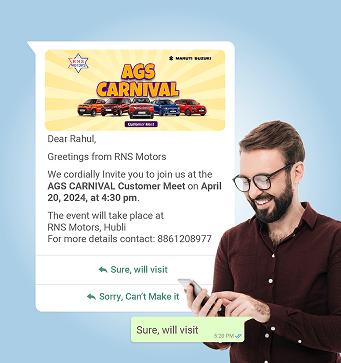 RNS
MOTORS
MARUTI SUZUKI
AGS
CARNIVAL
Customer Meet
Dear Rahul,
Greetings from RNS Motors
We cordially Invite you to join us at the
AGS CARNIVAL Customer Meet on April
20, 2024, at 4:30 pm.
The event will take place at
RNS Motors, Hubli
For more details contact: 8861208977
Sure, will visit
Sorry, Can't Make it
Sure, will visit
5:20 PM